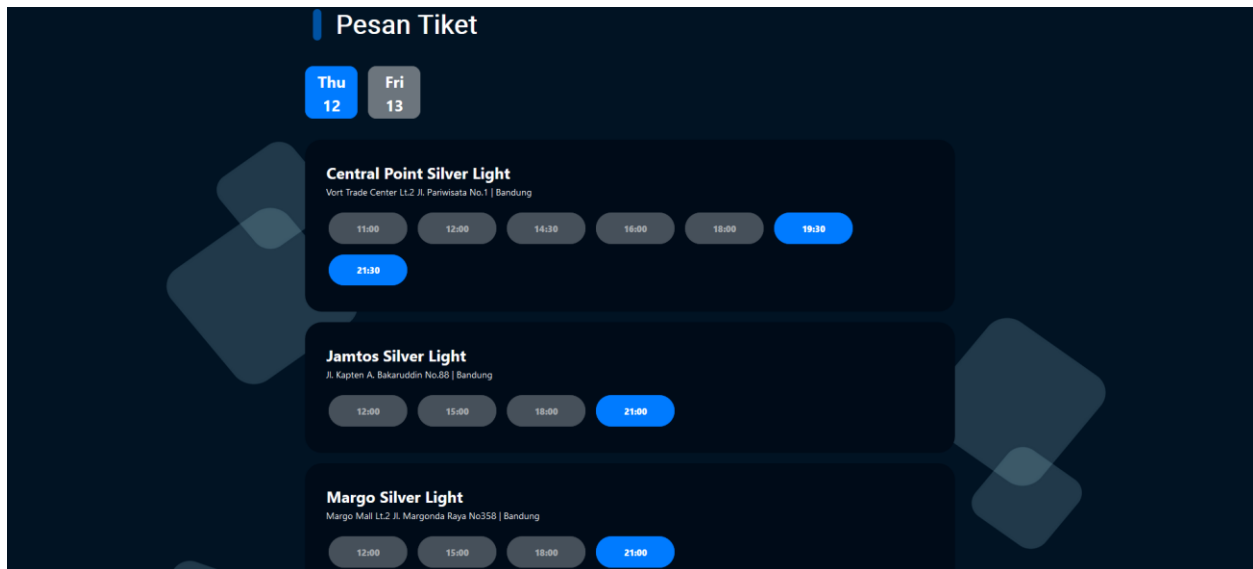 Pesan Tiket
Thu Fri
12 13
Central Point Silver Light
Vort Trade Center Lt.2 Jl. Pariwisata No.1 | Bandung
11:00 12:00 14:30 16:00 18:00 19:30
21:30
Jamtos Silver Light
Jl. Kapten A. Bakaruddin No.88 | Bandung
12:00 15:00 18:00 21:00
Margo Silver Light
Margo Mall Lt.2 Jl. Margonda Raya No358 | Bandung
12:00 15:00 18:00 21:00